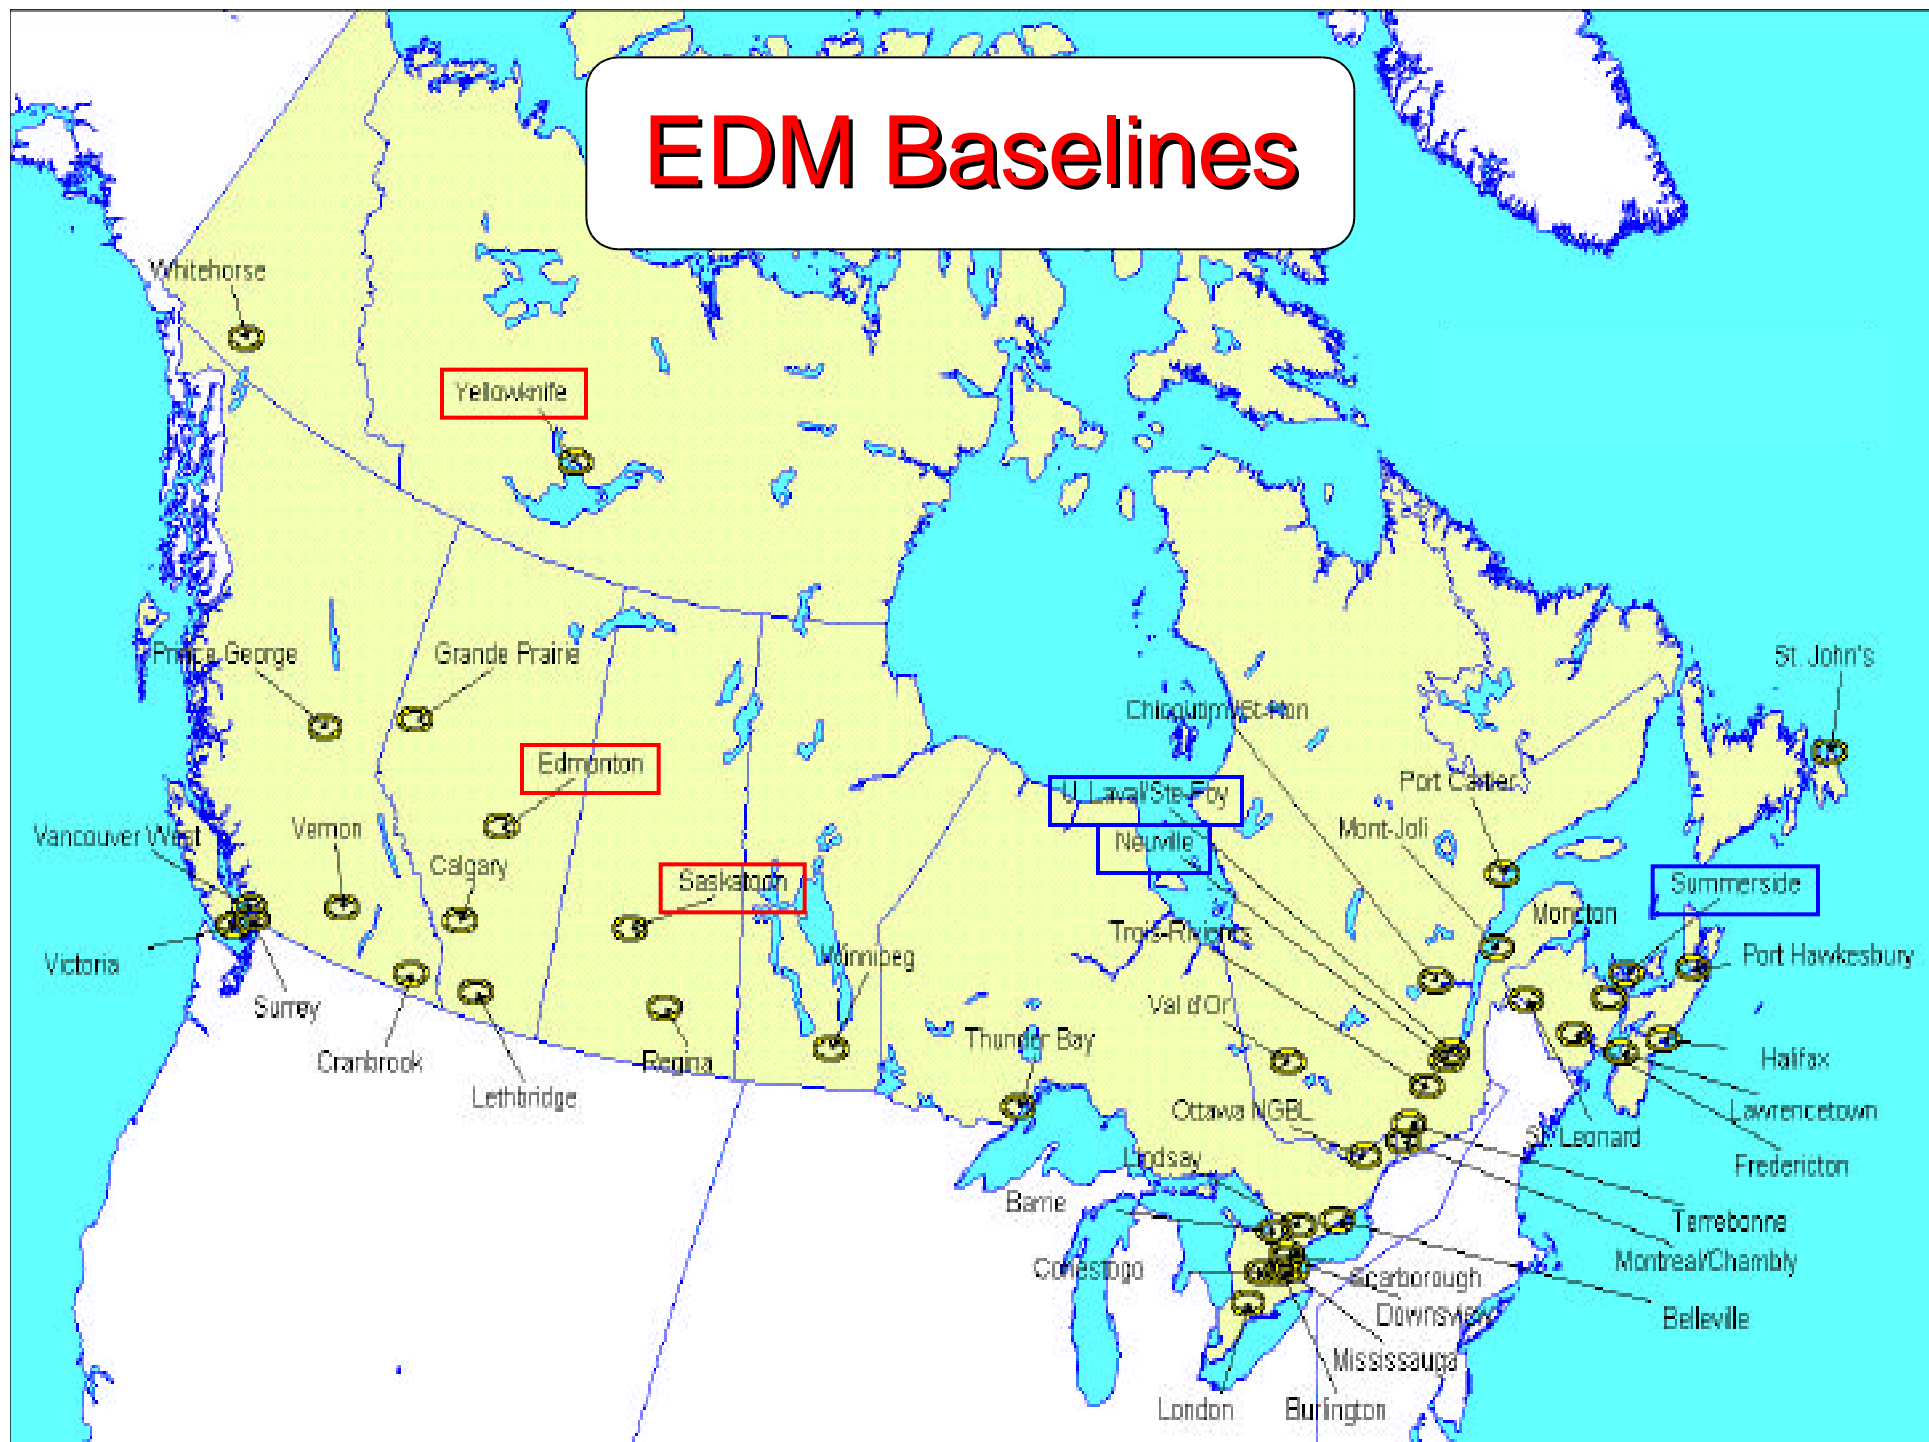 EDM Baselines
Whitehorse
Yellowknife
Prince George
Grande Prairie
St. John's
Chicoutimi/St-Hon
Edmonton
Port Cartier
U. Laval/Ste-Foy
Vancouver West
Vernon
Mont-Joli
Neuville
Calgary
Saskatoon
Summerside
Moncton
Trois-Rivieres
Victoria
Winnipeg
Port Hawkesbury
Surrey
Val d'Or
Thunder Bay
Cranbrook
Regina
Halifax
Lethbridge
Ottawa NGBL
Lawrencetown
St. Leonard
Lindsay
Fredericton
Barrie
Terrebonne
Conestogo
Scarborough
Montreal/Chambly
Downsview
Belleville
Mississauga
London
Burlington